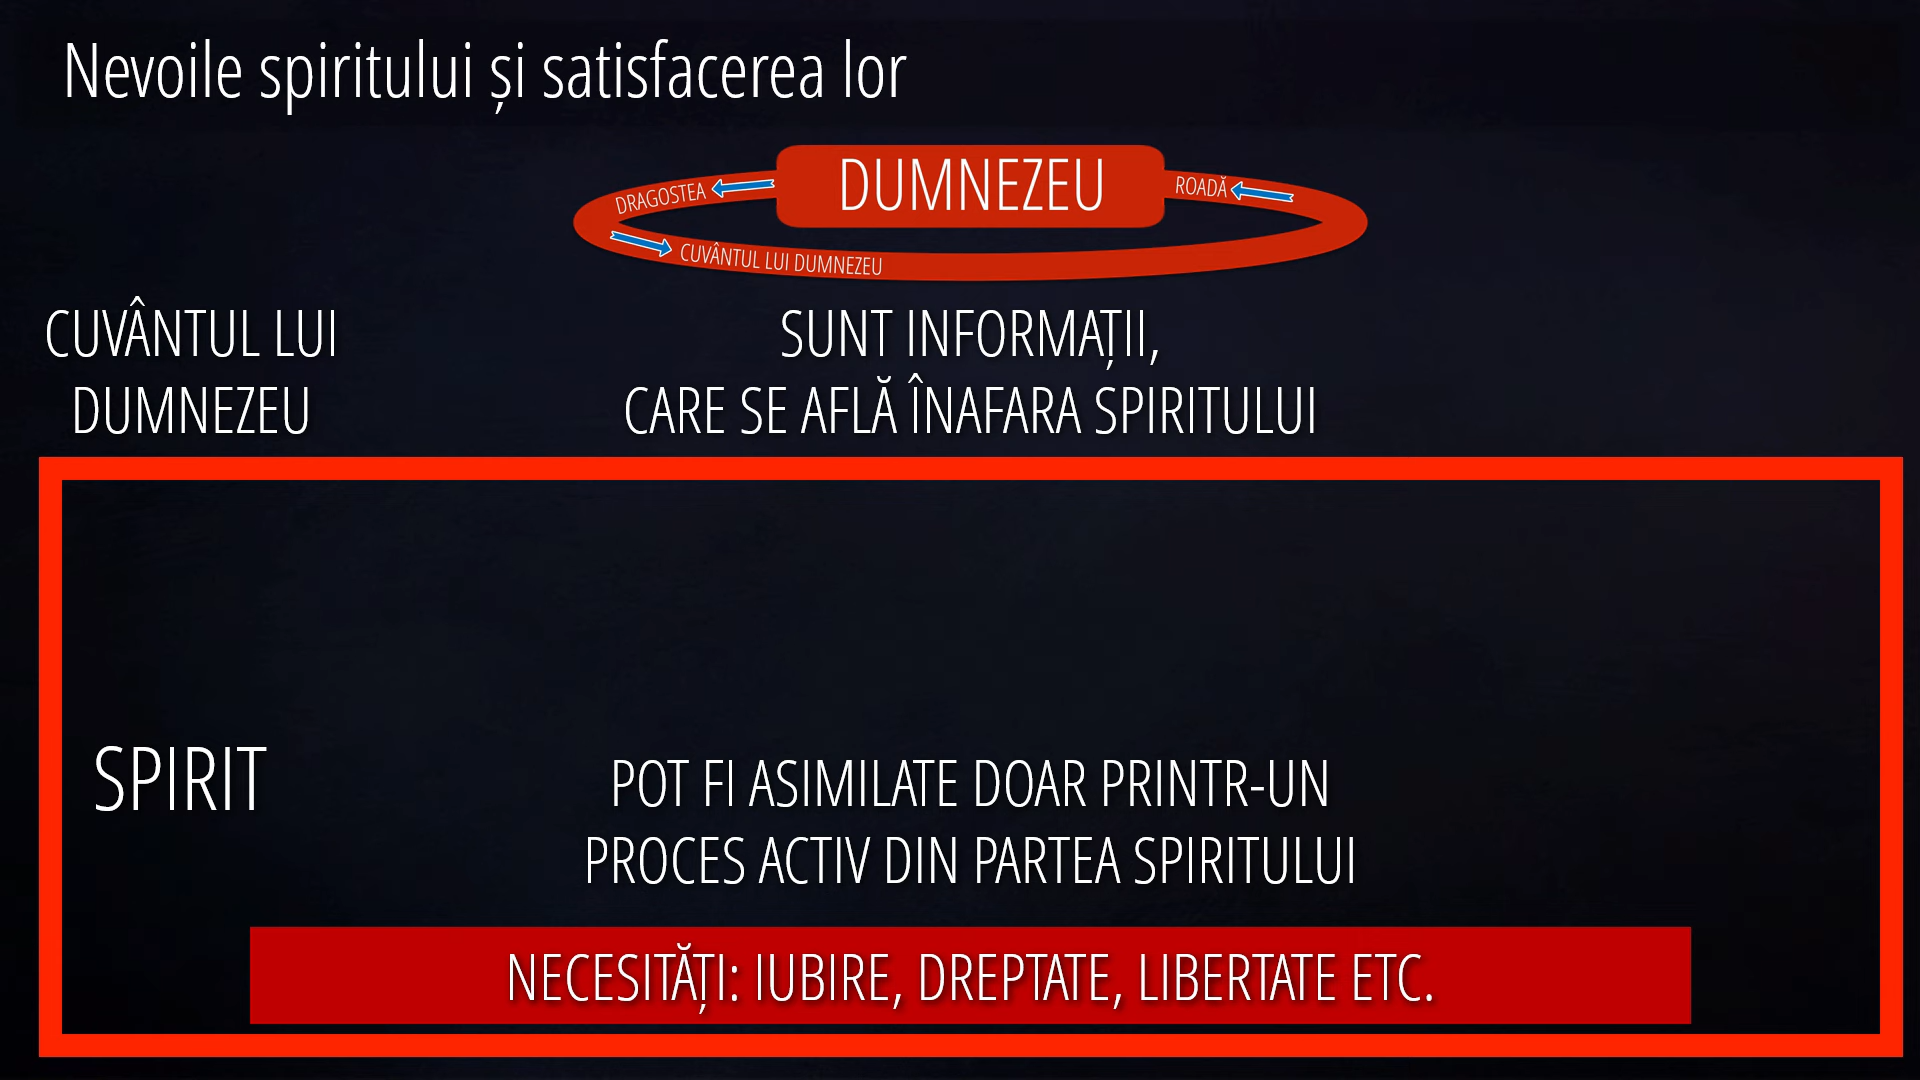 Nevoile spiritului și satisfacerea lor
DUMNEZEU
DRAGOSTEA
ROADĂ
CUVÂNTUL LUI DUMNEZEU
CUVÂNTUL LUI
DUMNEZEU
SUNT INFORMAȚII,
CARE SE AFLĂ ÎNAFARA SPIRITULUI
SPIRIT
POT FI ASIMILATE DOAR PRINTR-UN
PROCES ACTIV DIN PARTEA SPIRITULUI
NECESITĂȚI: IUBIRE, DREPTATE, LIBERTATE ETC.